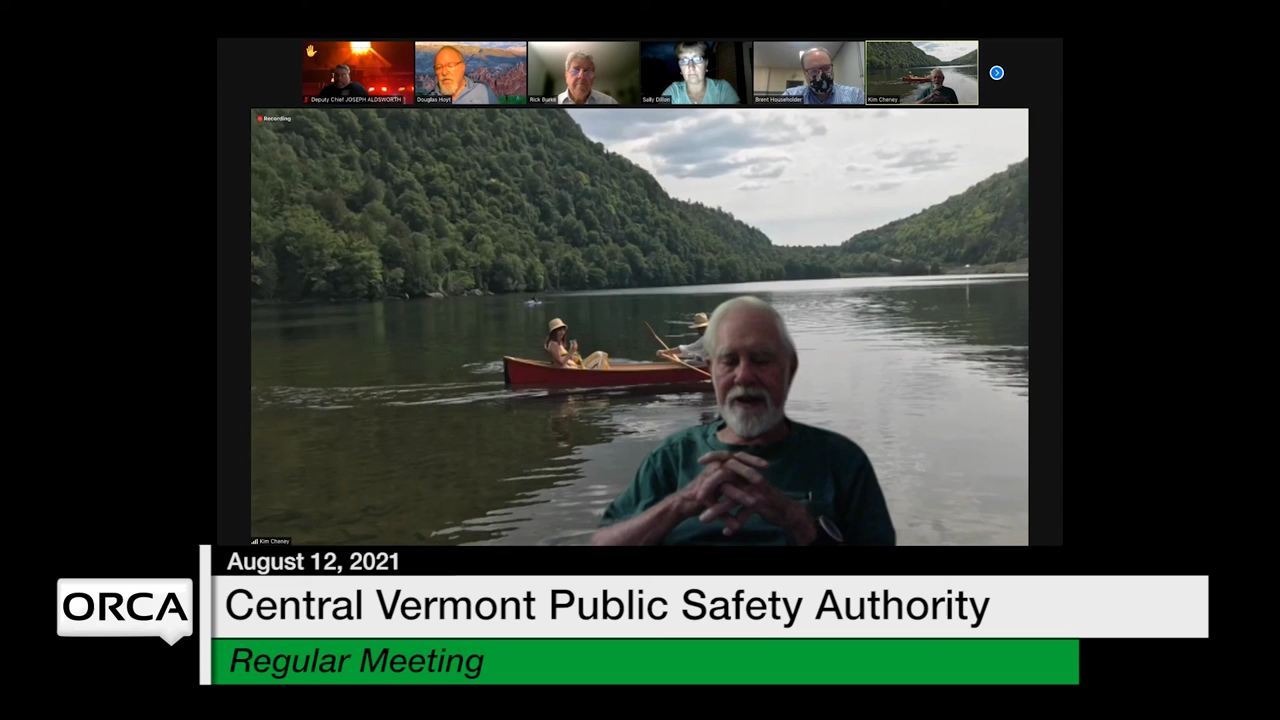 Deputy Chief JOSEPH ALDSWORTH
Douglas Hoyt
Rick Burke
Sally Dillon
Brent Householder
Kim Cheney
Recording
Kim Cheney
August 12, 2021
ORCA
Central Vermont Public Safety Authority
Regular Meeting